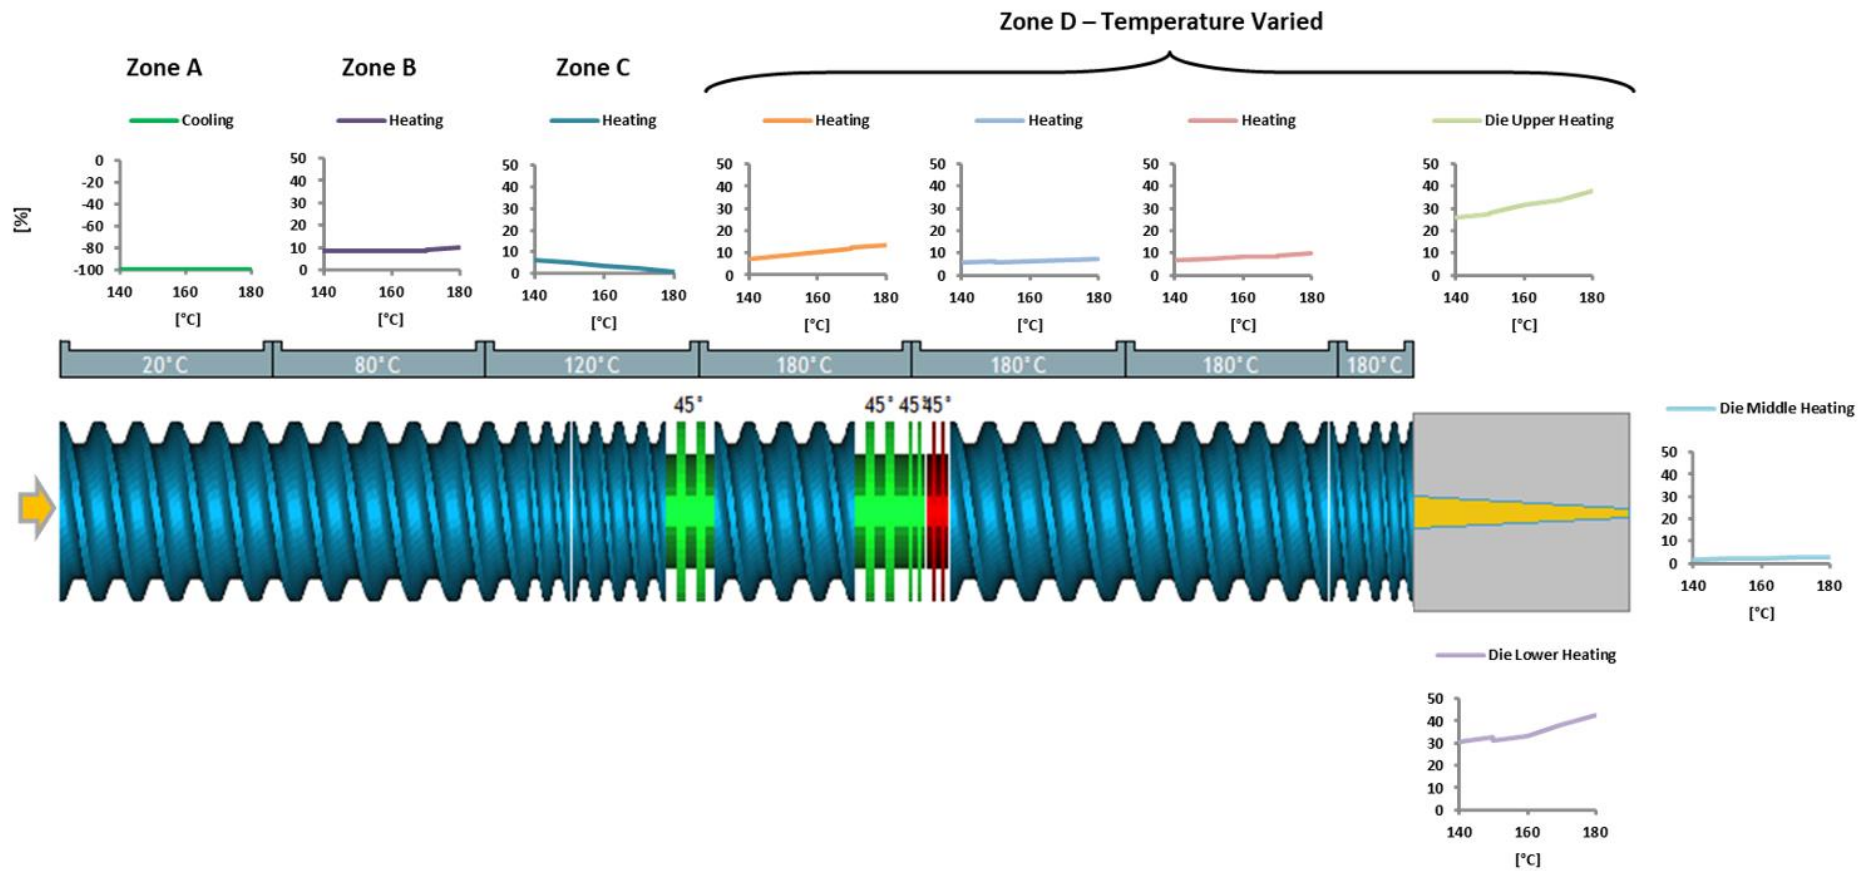 Zone D – Temperature Varied
Zone A
Zone B
Zone C
Cooling
Heating
Heating
Heating
Heating
Heating
Die Upper Heating
[%]
0
-20
-40
-60
-80
-100
140 160 180
[°C]
50
40
30
20
10
0
140 160 180
[°C]
50
40
30
20
10
0
140 160 180
[°C]
50
40
30
20
10
0
140 160 180
[°C]
50
40
30
20
10
0
140 160 180
[°C]
50
40
30
20
10
0
140 160 180
[°C]
50
40
30
20
10
0
140 160 180
[°C]
20°C 80°C 120°C 180°C 180°C 180°C 180°C
45° 45° 45° 45°
Die Middle Heating
50
40
30
20
10
0
140 160 180
[°C]
Die Lower Heating
50
40
30
20
10
0
140 160 180
[°C]